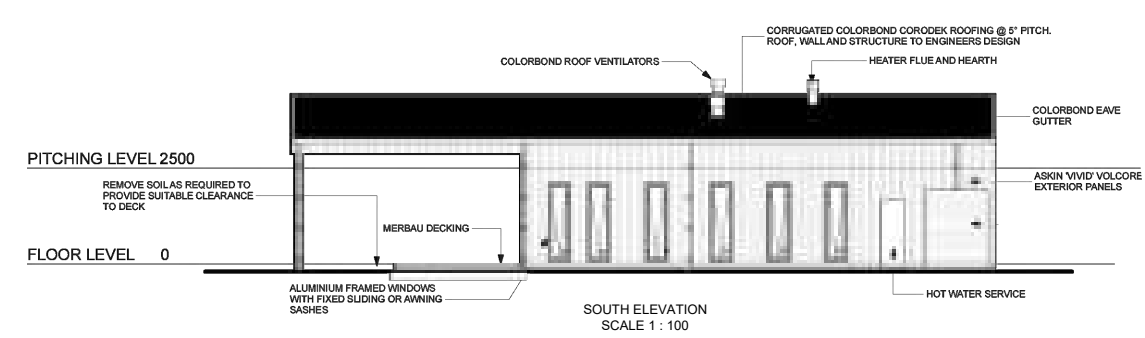 CORRUGATED COLORBOND CORODEK ROOFING @ 5° PITCH.
ROOF, WALL AND STRUCTURE TO ENGINEERS DESIGN
COLORBOND ROOF VENTILATORS
HEATER FLUE AND HEARTH
COLORBOND EAVE
GUTTER
PITCHING LEVEL 2500
ASKIN 'VIVID' VOLCORE
EXTERIOR PANELS
REMOVE SOIL AS REQUIRED TO
PROVIDE SUITABLE CLEARANCE
TO DECK
MERBAU DECKING
FLOOR LEVEL 0
ALUMINIUM FRAMED WINDOWS
WITH FIXED SLIDING OR AWNING
SASHES
HOT WATER SERVICE
SOUTH ELEVATION
SCALE 1 : 100